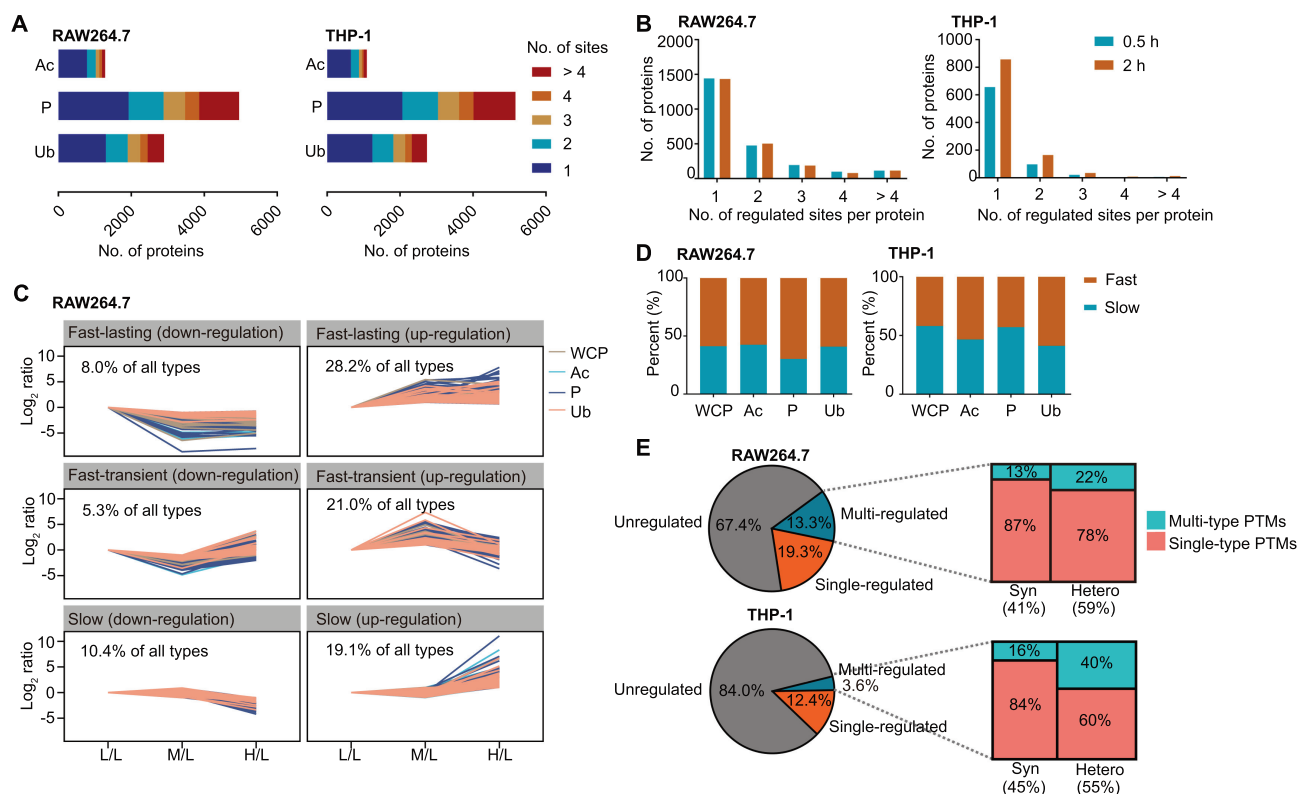 A
RAW264.7
THP-1
No. of sites
> 4
4
3
2
1
Ac
P
Ub
Ac
P
Ub
0
2000
4000
6000
No. of proteins
0
2000
4000
6000
No. of proteins
B
RAW264.7
THP-1
0.5 h
2 h
No. of proteins
2000
1500
1000
500
0
1
2
3
4
> 4
No. of regulated sites per protein
No. of proteins
1000
800
600
400
200
0
1
2
3
4
> 4
No. of regulated sites per protein
C
RAW264.7
Fast-lasting (down-regulation)
8.0% of all types
Fast-lasting (up-regulation)
28.2% of all types
WCP
Ac
P
Ub
Log2 ratio
10
5
0
-5
Fast-transient (down-regulation)
5.3% of all types
Fast-transient (up-regulation)
21.0% of all types
Log2 ratio
10
5
0
-5
Slow (down-regulation)
10.4% of all types
Slow (up-regulation)
19.1% of all types
Log2 ratio
10
5
0
-5
L/L
M/L
H/L
L/L
M/L
H/L
D
RAW264.7
THP-1
Fast
Slow
Percent (%)
100
50
0
WCP
Ac
P
Ub
Percent (%)
100
50
0
WCP
Ac
P
Ub
E
RAW264.7
Unregulated
67.4%
Multi-regulated
13.3%
19.3%
Single-regulated
13%
22%
87%
78%
Syn
(41%)
Hetero
(59%)
Multi-type PTMs
Single-type PTMs
THP-1
Unregulated
84.0%
Multi-regulated
3.6%
12.4%
Single-regulated
16%
40%
84%
60%
Syn
(45%)
Hetero
(55%)